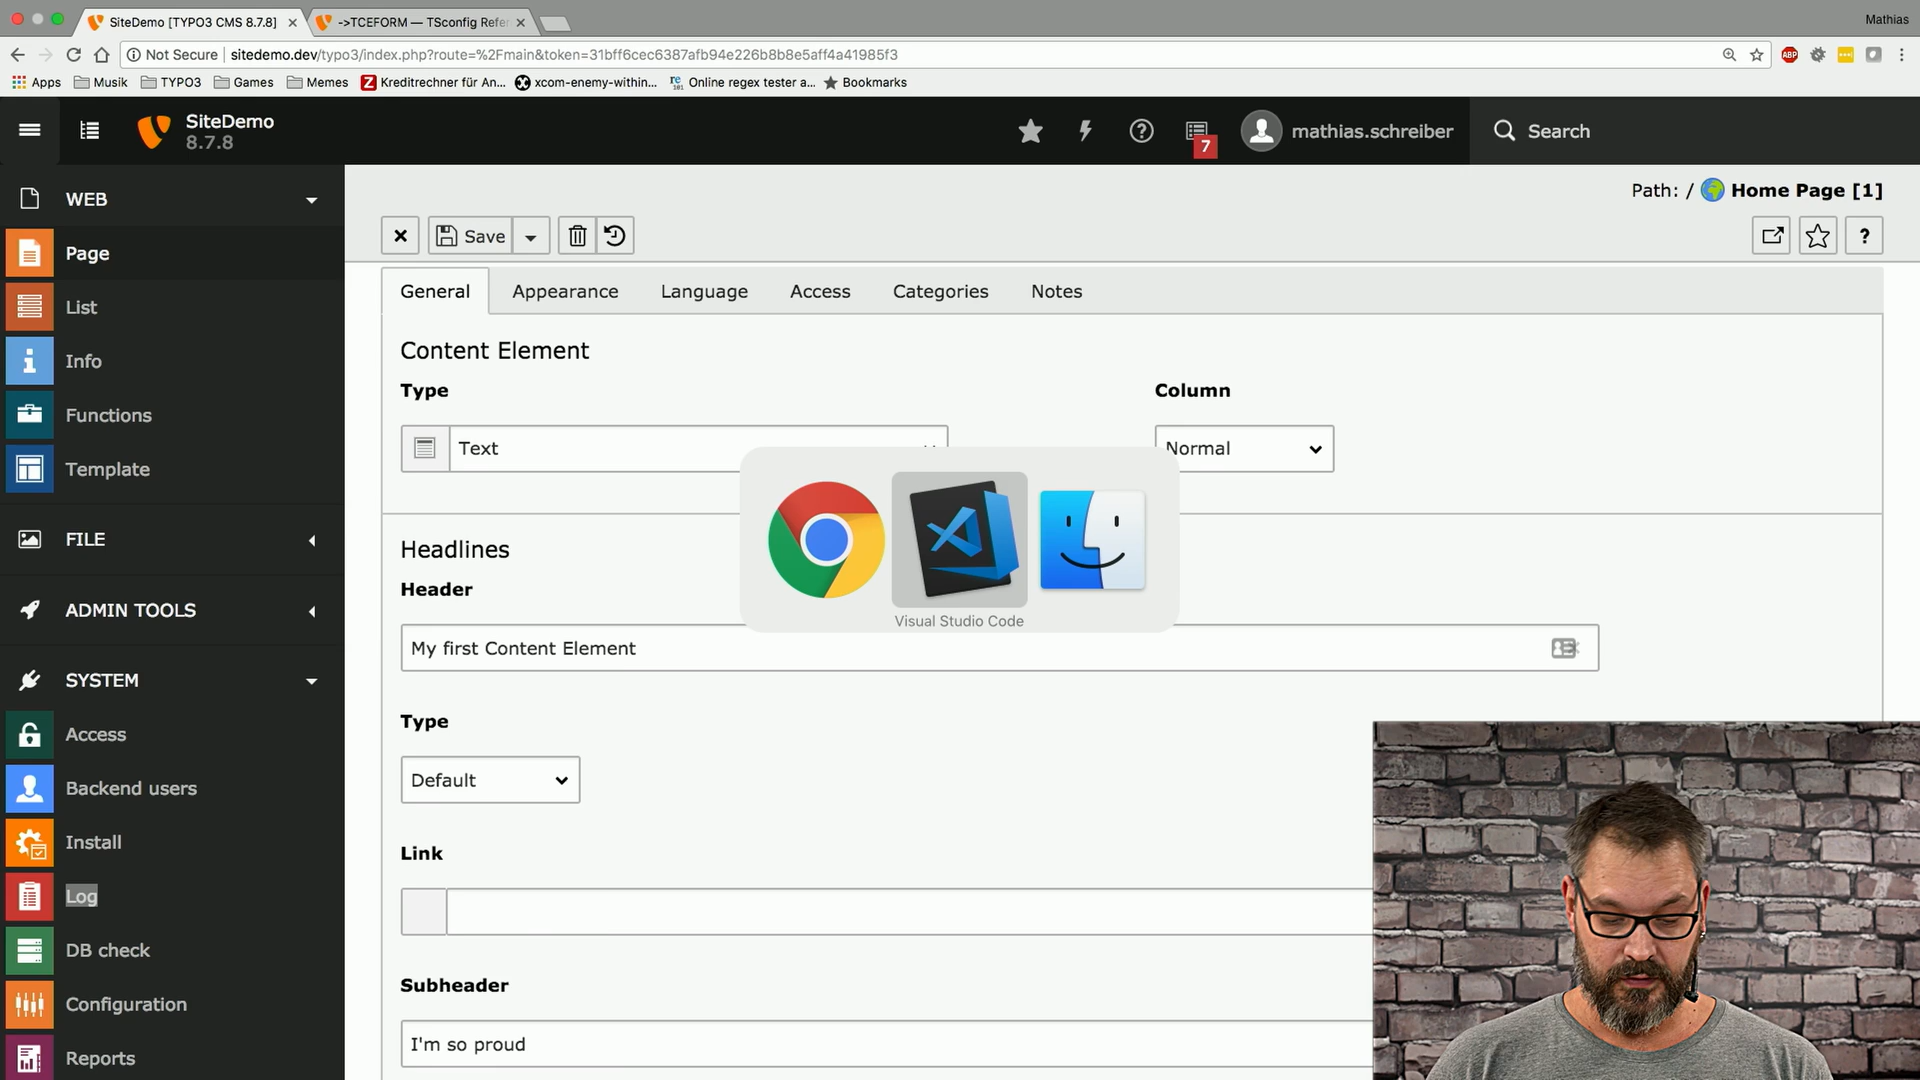 SiteDemo [TYPO3 CMS 8.7.8]
->TCEFORM — TSconfig Refer
Mathias
Not Secure
sitedemo.dev/typo3/index.php?route=%2Fmain&token=31bff6cec6387afb94e226b8b8e5aff4a41985f3
ABP
Apps
Musik
TYPO3
Games
Memes
Kreditrechner für An...
xcom-enemy-within...
Online regex tester a...
Bookmarks
SiteDemo
8.7.8
7
mathias.schreiber
Search
WEB
Page
List
Info
Functions
Template
FILE
ADMIN TOOLS
SYSTEM
Access
Backend users
Install
Log
DB check
Configuration
Reports
Path: / Home Page [1]
Save
?
General
Appearance
Language
Access
Categories
Notes
Content Element
Type
Column
Text
Normal
Visual Studio Code
Headlines
Header
My first Content Element
Type
Default
Link
Subheader
I'm so proud